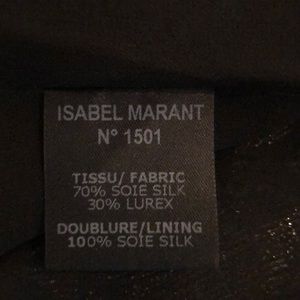 ISABEL MARANT
N° 1501
TISSU/ FABRIC
70% SOIE SILK
30% LUREX
DOUBLURE/LINING
100% SOIE SILK